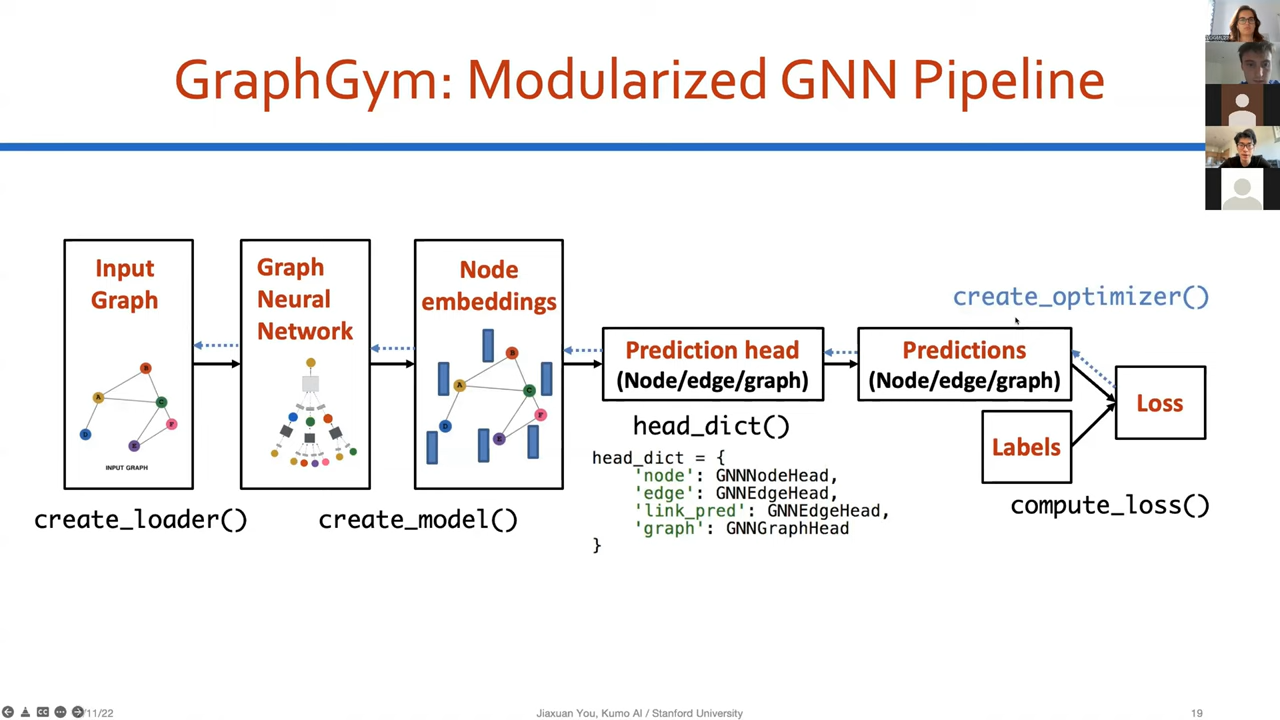 GraphGym: Modularized GNN Pipeline
Input
Graph
B
A
C
F
D
E
INPUT GRAPH
create_loader()
Graph
Neural
Network
create_model()
Node
embeddings
B
A
C
F
D
E
Prediction head
(Node/edge/graph)
head_dict()
head_dict = {
'node': GNNNodeHead,
'edge': GNNEdgeHead,
'link_pred': GNNEdgeHead,
'graph': GNNGraphHead
}
create_optimizer()
Predictions
(Node/edge/graph)
Labels
Loss
compute_loss()
/11/22
Jiaxuan You, Kumo AI / Stanford University
19